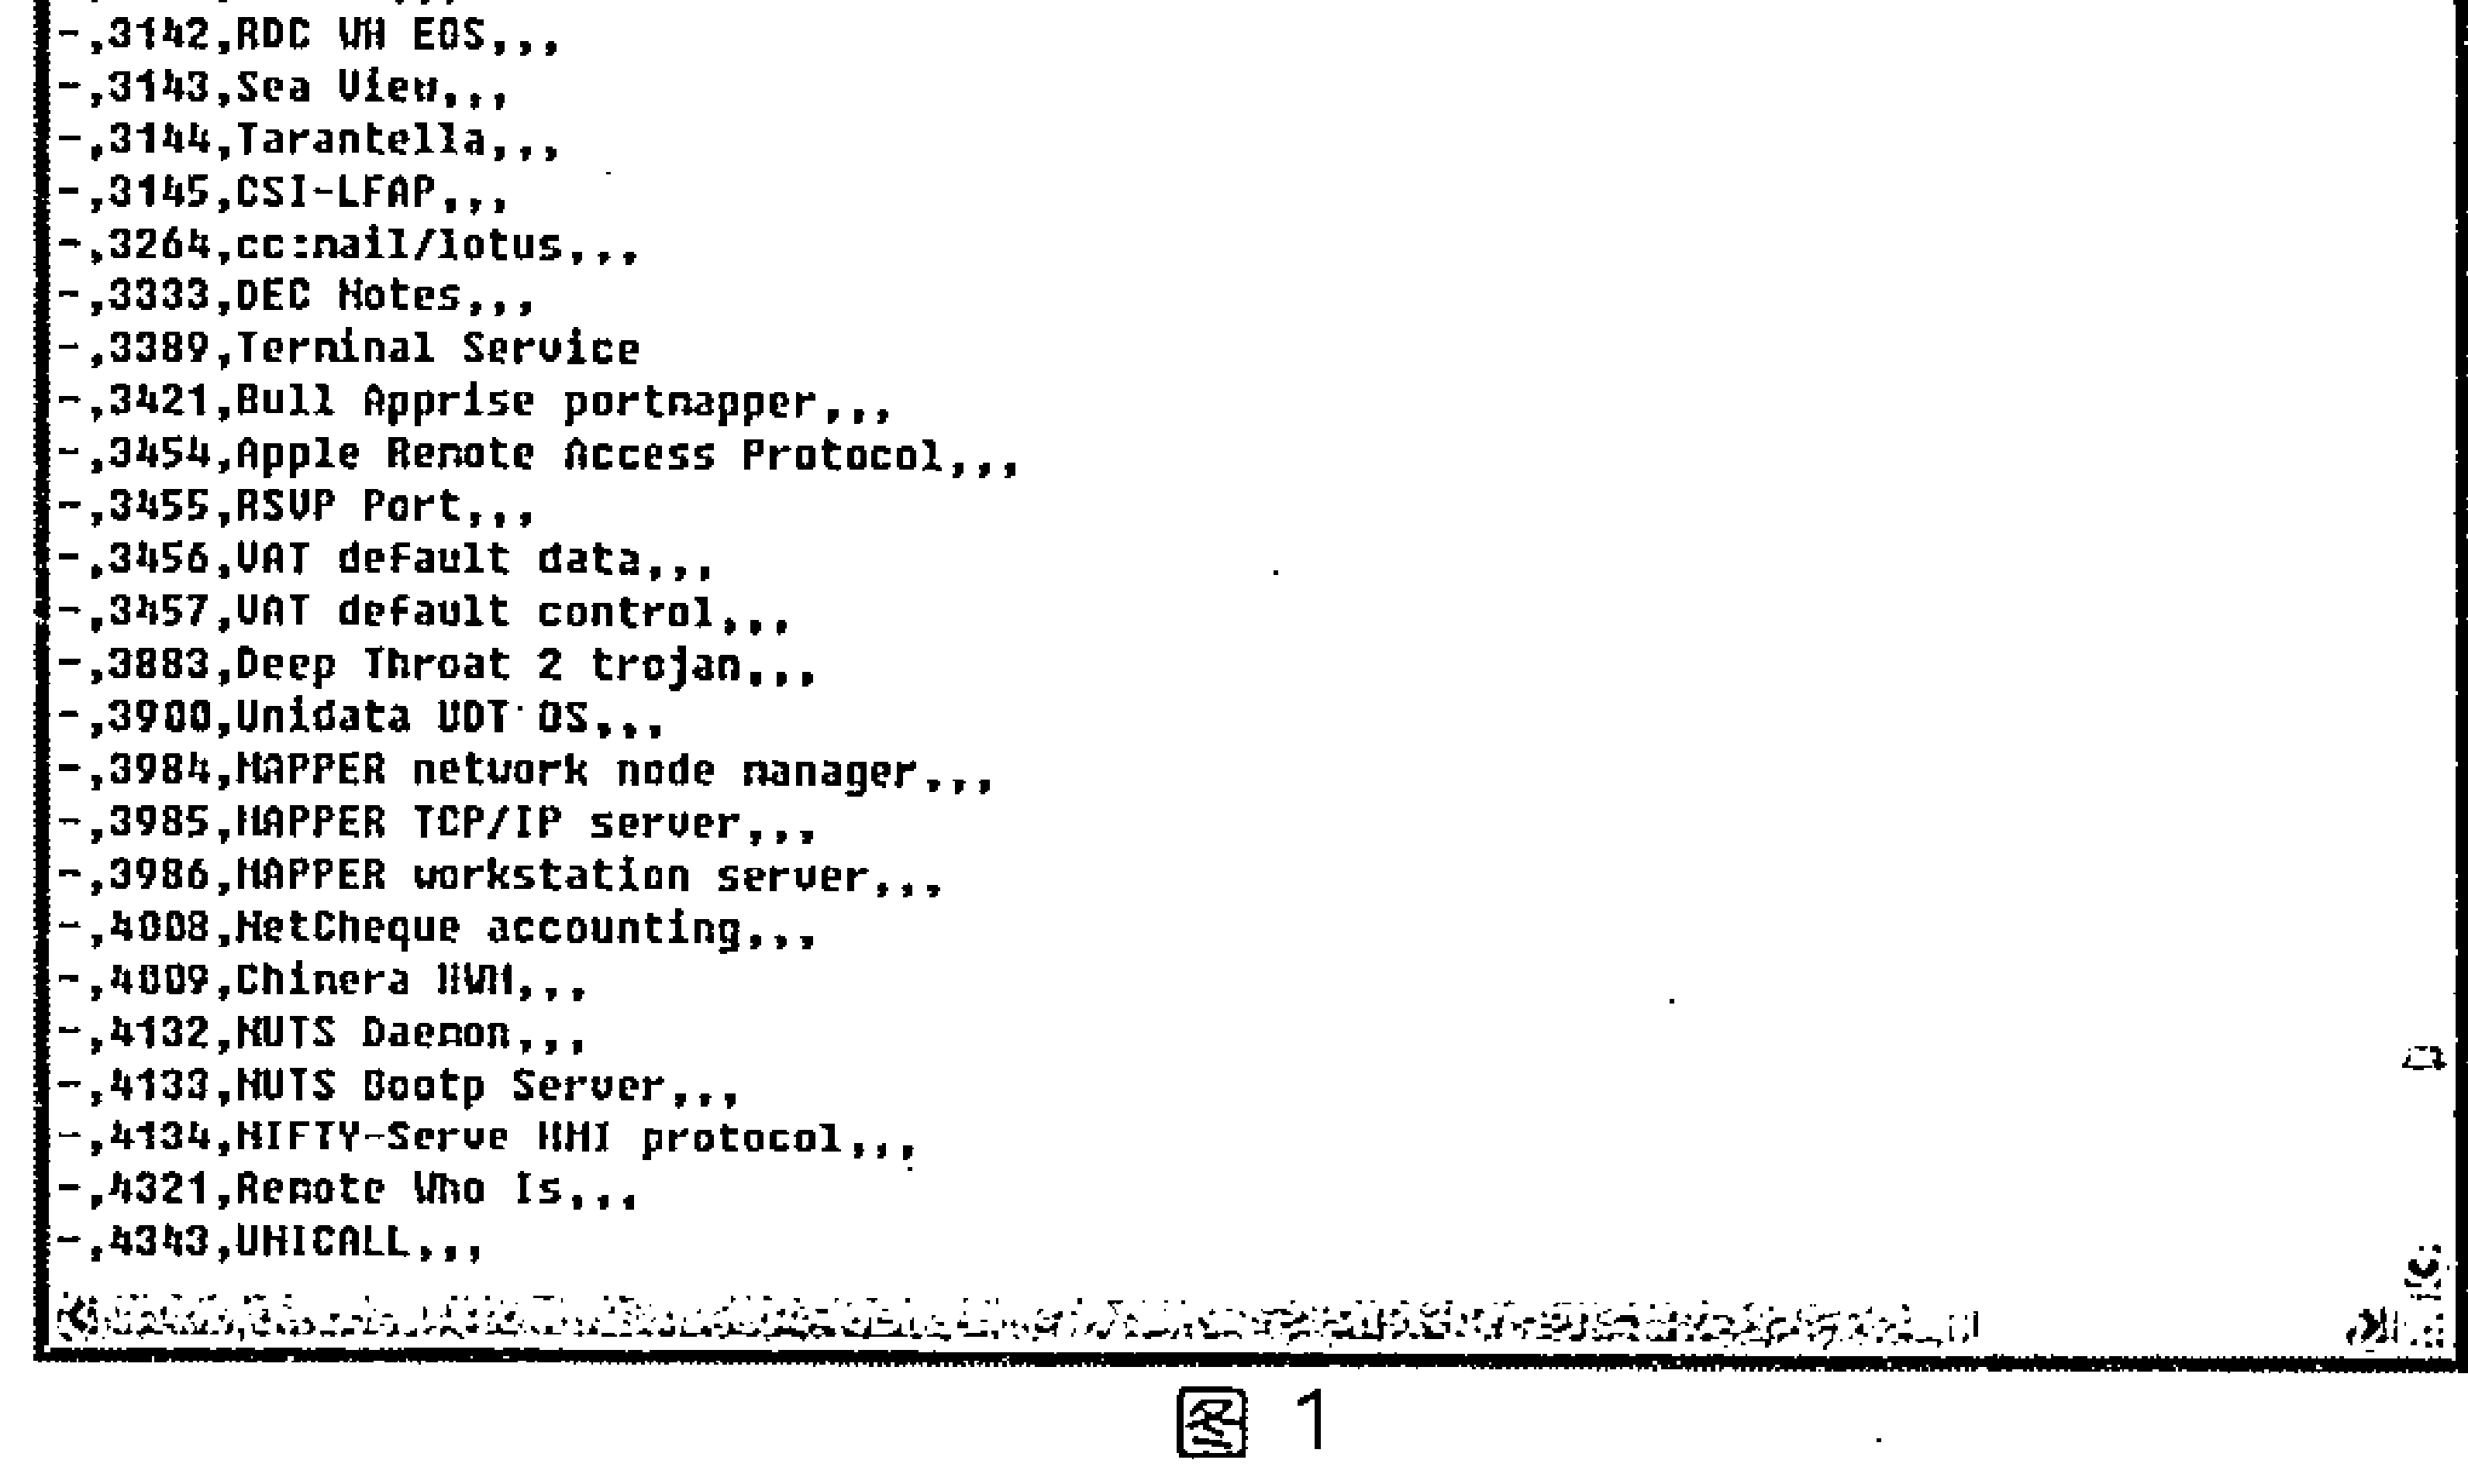 -,3142,RDC WH EOS,,,
-,3143,Sea View,,,
-,3144,Tarantella,,,
-,3145,CSI-LFAP,,,
-,3264,cc:mail/lotus,,,
-,3333,DEC Notes,,,
-,3389,Terminal Service
-,3421,Bull Apprise portmapper,,,
-,3454,Apple Remote Access Protocol,,,
-,3455,RSVP Port,,,
-,3456,VAT default data,,,
-,3457,VAT default control,,,
-,3883,Deep Throat 2 trojan,,,
-,3900,Unidata UDT OS,,,
-,3984,MAPPER network node manager,,,
-,3985,MAPPER TCP/IP server,,,
-,3986,MAPPER workstation server,,,
-,4008,NetCheque accounting,,,
-,4009,Chimera HWM,,,
-,4132,NUTS Daemon,,,
-,4133,NUTS Bootp Server,,,
-,4134,NIFTY-Serve HMI protocol,,,
-,4321,Remote Who Is,,,
-,4343,UNICALL,,,
图 1